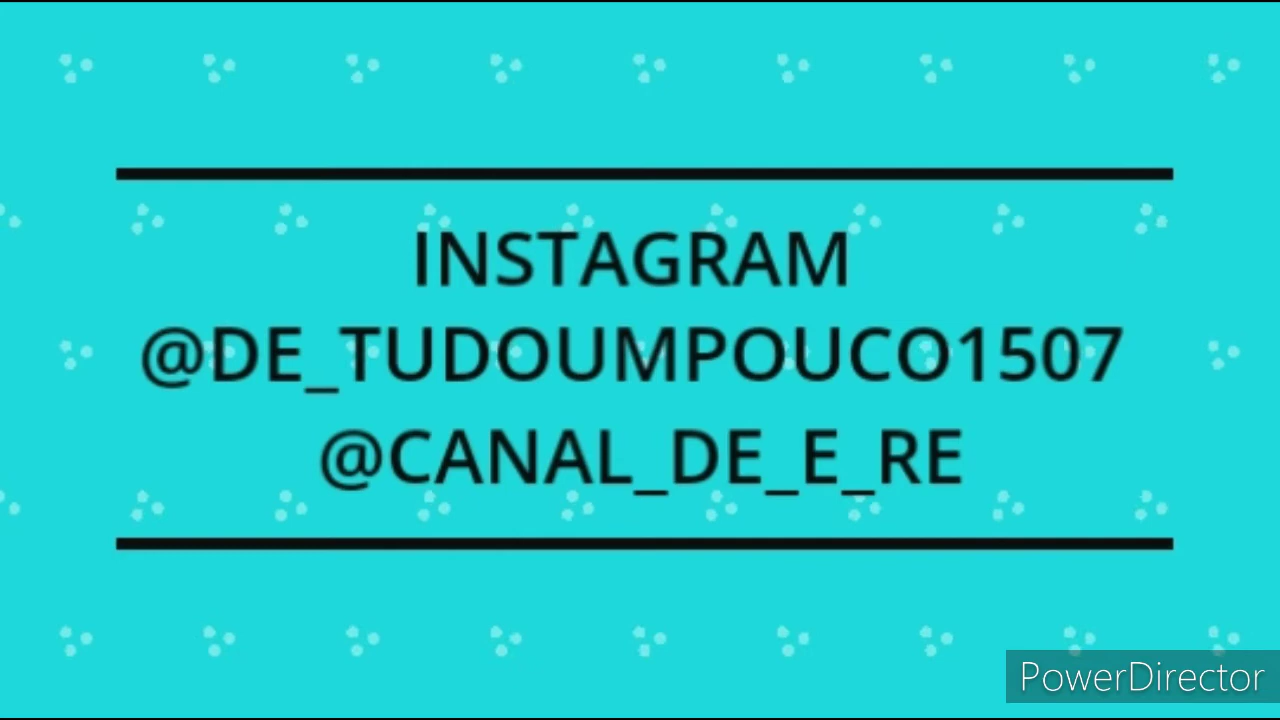 INSTAGRAM
@DE_TUDOUMPOUCO1507
@CANAL_DE_E_RE
PowerDirector